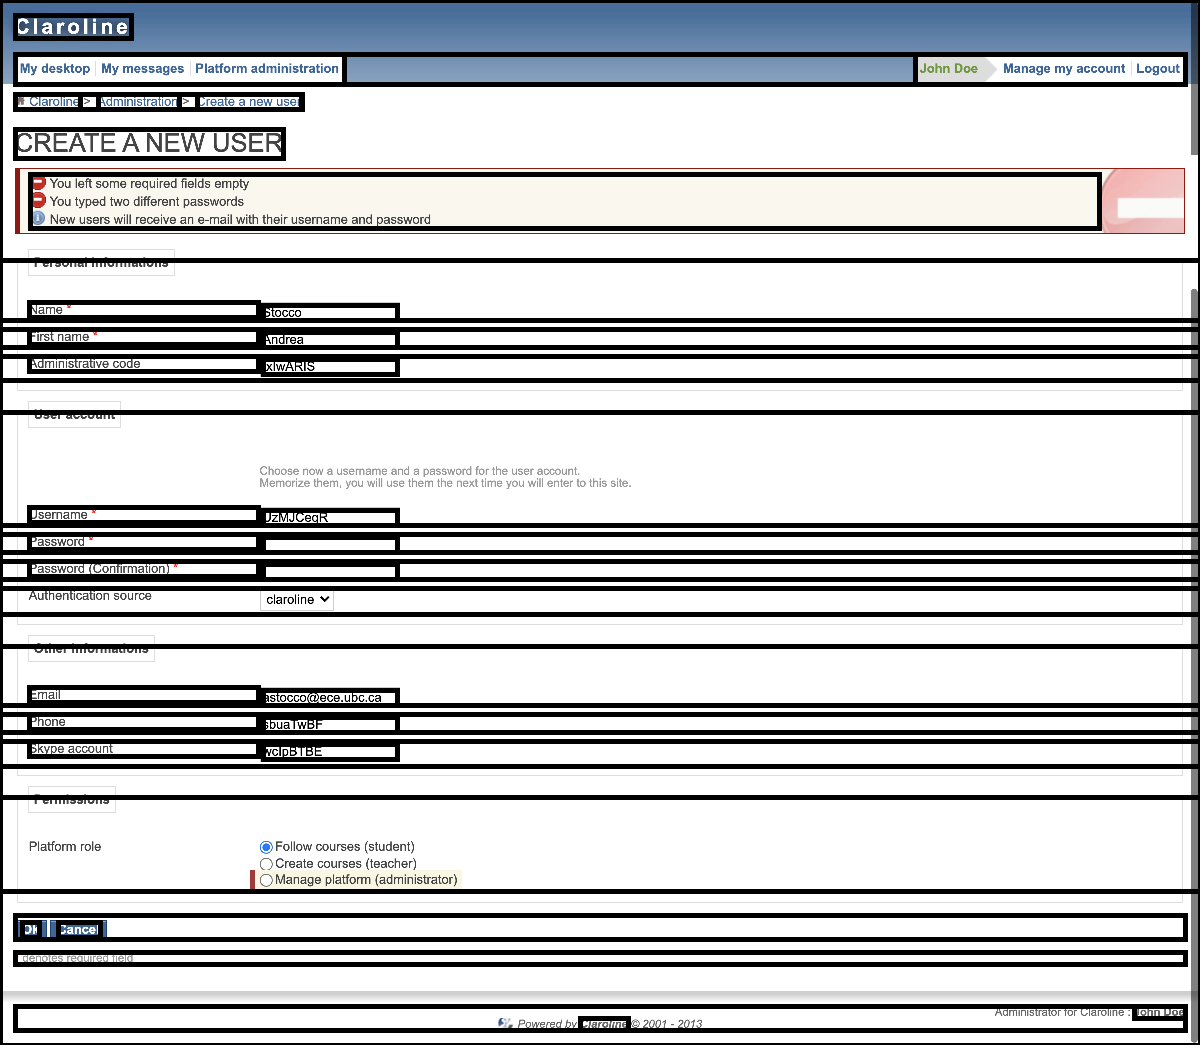 Claroline
My desktop My messages Platform administration John Doe Manage my account Logout
Claroline > Administration > Create a new user
CREATE A NEW USER
You left some required fields empty
You typed two different passwords
New users will receive an e-mail with their username and password
Personal informations
Name * Stocco
First name * Andrea
Administrative code
User account
Choose now a username and a password for the user account.
Memorize them, you will use them the next time you will enter to this site.
Username * UzMJCeqR
Password *
Password (Confirmation) *
Authentication source claroline
Other informations
Email astocco@ece.ubc.ca
Phone sbuaTwBF
Skype account wcIpBTBE
Permissions
Platform role Follow courses (student)
Create courses (teacher)
Manage platform (administrator)
Ok Cancel
denotes required field
Administrator for Claroline : John Doe
Powered by Claroline © 2001 - 2013